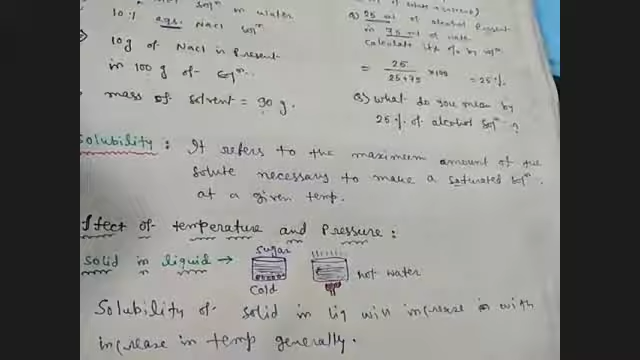 10% aqs. NaCl solⁿ
10g of NaCl is present
in 100 g of solⁿ.
mass of solvent = 90 g.
Q) 25 ml of alcohol present
in 75 ml of wate
calculate its % by
= 25 / 25+75 × 100 = 25%
Q) what do you mean by
25% of alcohol solⁿ ?
Solubility : It refers to the maximum amount of the
solute necessary to make a saturated solⁿ.
at a given temp.
Effect of temperature and Pressure :
Solid in liquid →
Sugar
Cold
hot water
Solubility of solid in liq will increase with
increase in temp generally.